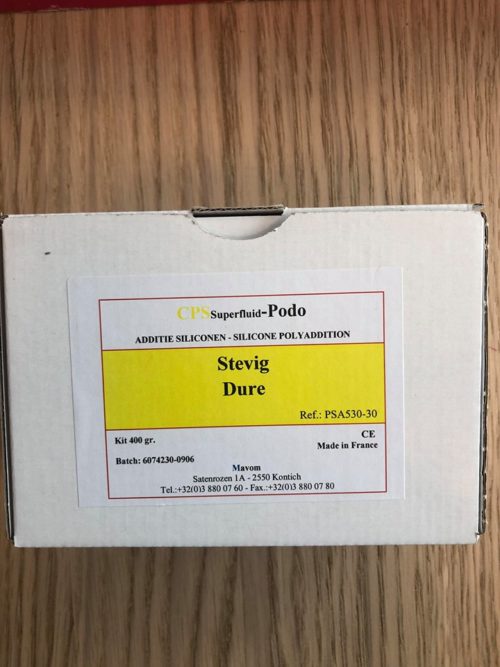 CPSSuperfluid-Podo
ADDITIE SILICONEN - SILICONE POLYADDITION
Stevig
Dure
Ref.: PSA530-30
Kit 400 gr.
CE
Made in France
Batch: 6074230-0906
Mavom
Satenrozen 1A - 2550 Kontich
Tel.:+32(0)3 880 07 60 - Fax.:+32(0)3 880 07 80